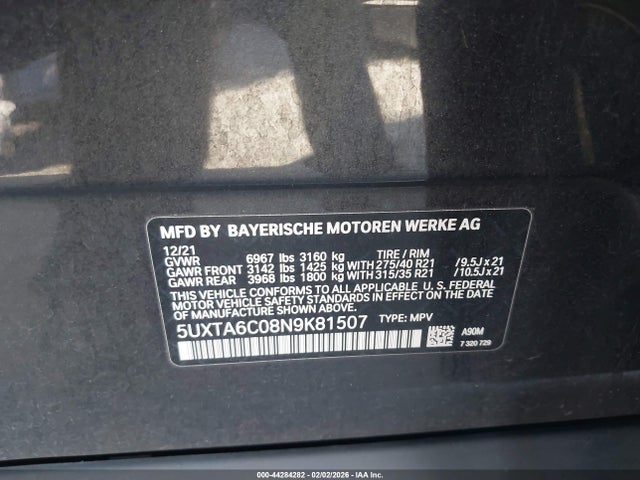 MFD BY BAYERISCHE MOTOREN WERKE AG
12/21
GVWR 6967 lbs 3160 kg TIRE / RIM
GAWR FRONT 3142 lbs 1425 kg WITH 275/40 R21 / 9.5J x 21
GAWR REAR 3968 lbs 1800 kg WITH 315/35 R21 / 10.5J x 21
THIS VEHICLE CONFORMS TO ALL APPLICABLE U.S. FEDERAL
MOTOR VEHICLE SAFETY STANDARDS IN EFFECT ON THE
DATE OF MANUFACTURE SHOWN ABOVE.
5UXTA6C08N9K81507 TYPE: MPV
A90M
7 320 729
000-44284282 - 02/02/2026 - IAA Inc.